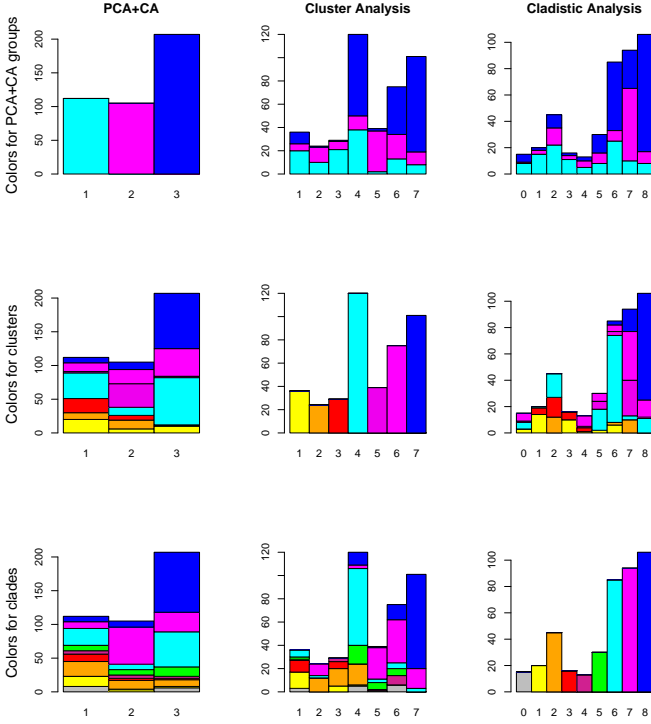 PCA+CA
Cluster Analysis
Cladistic Analysis
Colors for PCA+CA groups
0 50 100 150 200
1 2 3
0 20 40 60 80 120
1 2 3 4 5 6 7
0 20 40 60 80 100
0 1 2 3 4 5 6 7 8
Colors for clusters
0 50 100 150 200
1 2 3
0 20 40 60 80 120
1 2 3 4 5 6 7
0 20 40 60 80 100
0 1 2 3 4 5 6 7 8
Colors for clades
0 50 100 150 200
1 2 3
0 20 40 60 80 120
1 2 3 4 5 6 7
0 20 40 60 80 100
0 1 2 3 4 5 6 7 8